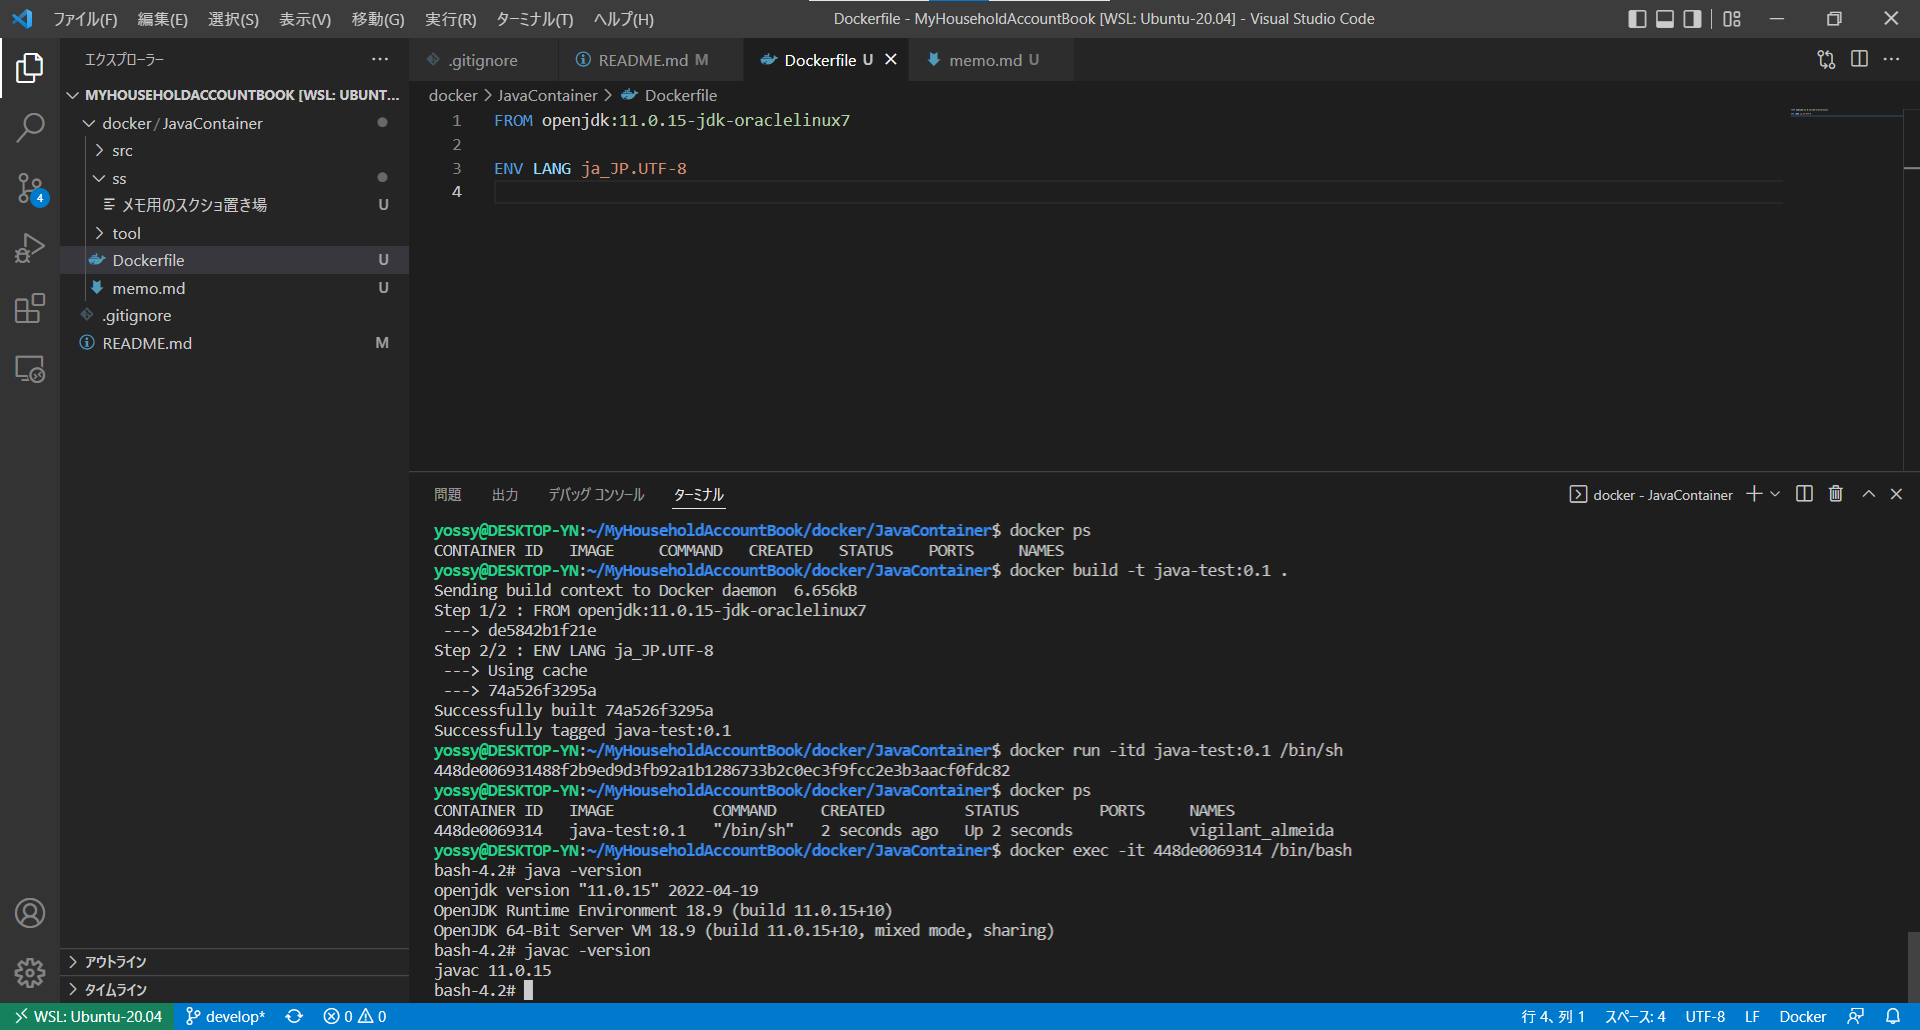 ファイル(F) 編集(E) 選択(S) 表示(V) 移動(G) 実行(R) ターミナル(T) ヘルプ(H) Dockerfile - MyHouseholdAccountBook [WSL: Ubuntu-20.04] - Visual Studio Code
エクスプローラー
.gitignore README.md M Dockerfile U memo.md U
MYHOUSEHOLDACCOUNTBOOK [WSL: UBUNT...
docker/JavaContainer
src
ss
メモ用のスクショ置き場 U
tool
Dockerfile U
memo.md U
.gitignore
README.md M
4
アウトライン
タイムライン
docker > JavaContainer > Dockerfile
1 FROM openjdk:11.0.15-jdk-oraclelinux7
2
3 ENV LANG ja_JP.UTF-8
4
問題 出力 デバッグ コンソール ターミナル docker - JavaContainer
yossy@DESKTOP-YN:~/MyHouseholdAccountBook/docker/JavaContainer$ docker ps
CONTAINER ID IMAGE COMMAND CREATED STATUS PORTS NAMES
yossy@DESKTOP-YN:~/MyHouseholdAccountBook/docker/JavaContainer$ docker build -t java-test:0.1 .
Sending build context to Docker daemon 6.656kB
Step 1/2 : FROM openjdk:11.0.15-jdk-oraclelinux7
---> de5842b1f21e
Step 2/2 : ENV LANG ja_JP.UTF-8
---> Using cache
---> 74a526f3295a
Successfully built 74a526f3295a
Successfully tagged java-test:0.1
yossy@DESKTOP-YN:~/MyHouseholdAccountBook/docker/JavaContainer$ docker run -itd java-test:0.1 /bin/sh
448de006931488f2b9ed9d3fb92a1b1286733b2c0ec3f9fcc2e3b3aacf0fdc82
yossy@DESKTOP-YN:~/MyHouseholdAccountBook/docker/JavaContainer$ docker ps
CONTAINER ID IMAGE COMMAND CREATED STATUS PORTS NAMES
448de0069314 java-test:0.1 "/bin/sh" 2 seconds ago Up 2 seconds vigilant_almeida
yossy@DESKTOP-YN:~/MyHouseholdAccountBook/docker/JavaContainer$ docker exec -it 448de0069314 /bin/bash
bash-4.2# java -version
openjdk version "11.0.15" 2022-04-19
OpenJDK Runtime Environment 18.9 (build 11.0.15+10)
OpenJDK 64-Bit Server VM 18.9 (build 11.0.15+10, mixed mode, sharing)
bash-4.2# javac -version
javac 11.0.15
bash-4.2#
WSL: Ubuntu-20.04 develop* 0 0 行 4、列 1 スペース: 4 UTF-8 LF Docker